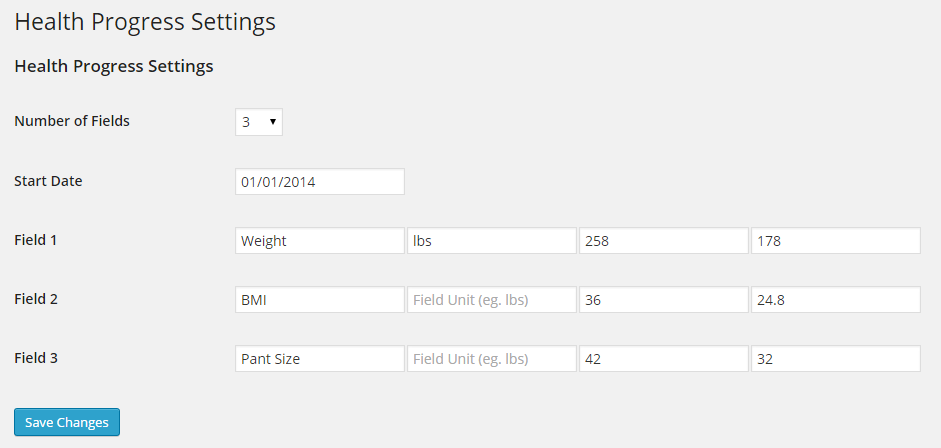 Health Progress Settings
Health Progress Settings
Number of Fields 3
Start Date 01/01/2014
Field 1 Weight lbs 258 178
Field 2 BMI Field Unit (eg. lbs) 36 24.8
Field 3 Pant Size Field Unit (eg. lbs) 42 32
Save Changes